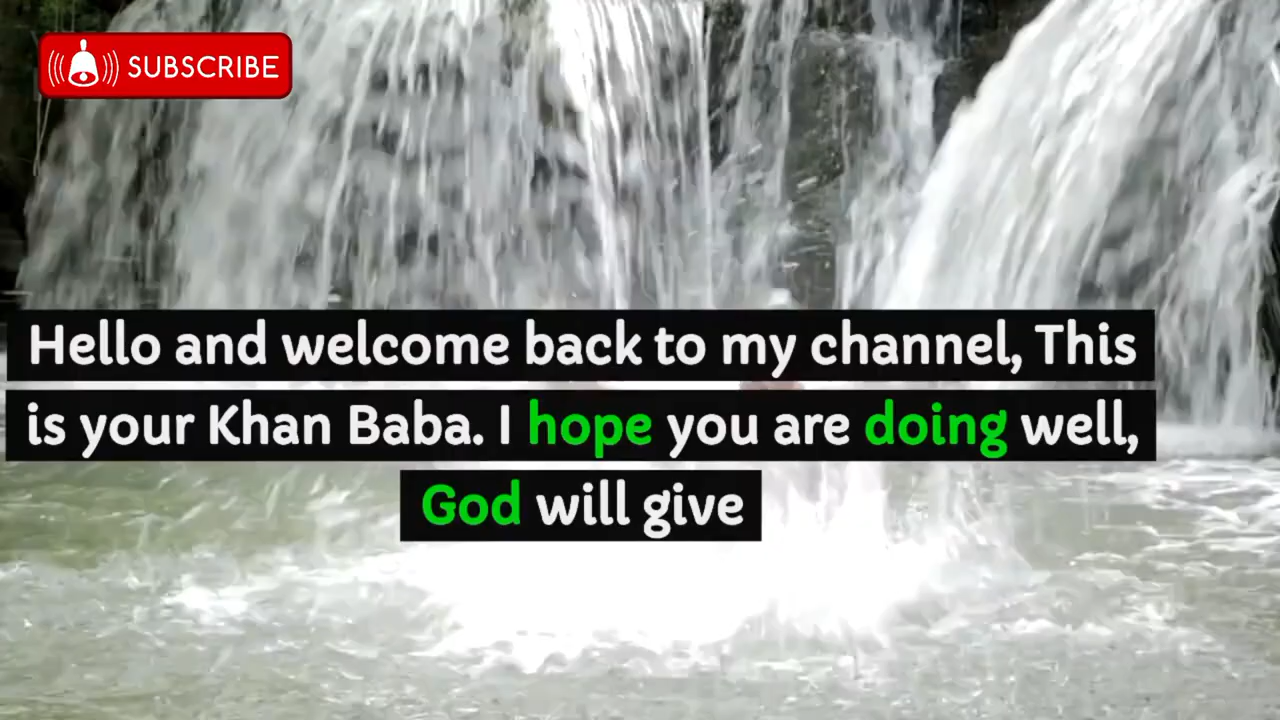 SUBSCRIBE
Hello and welcome back to my channel, This
is your Khan Baba. I hope you are doing well,
God will give